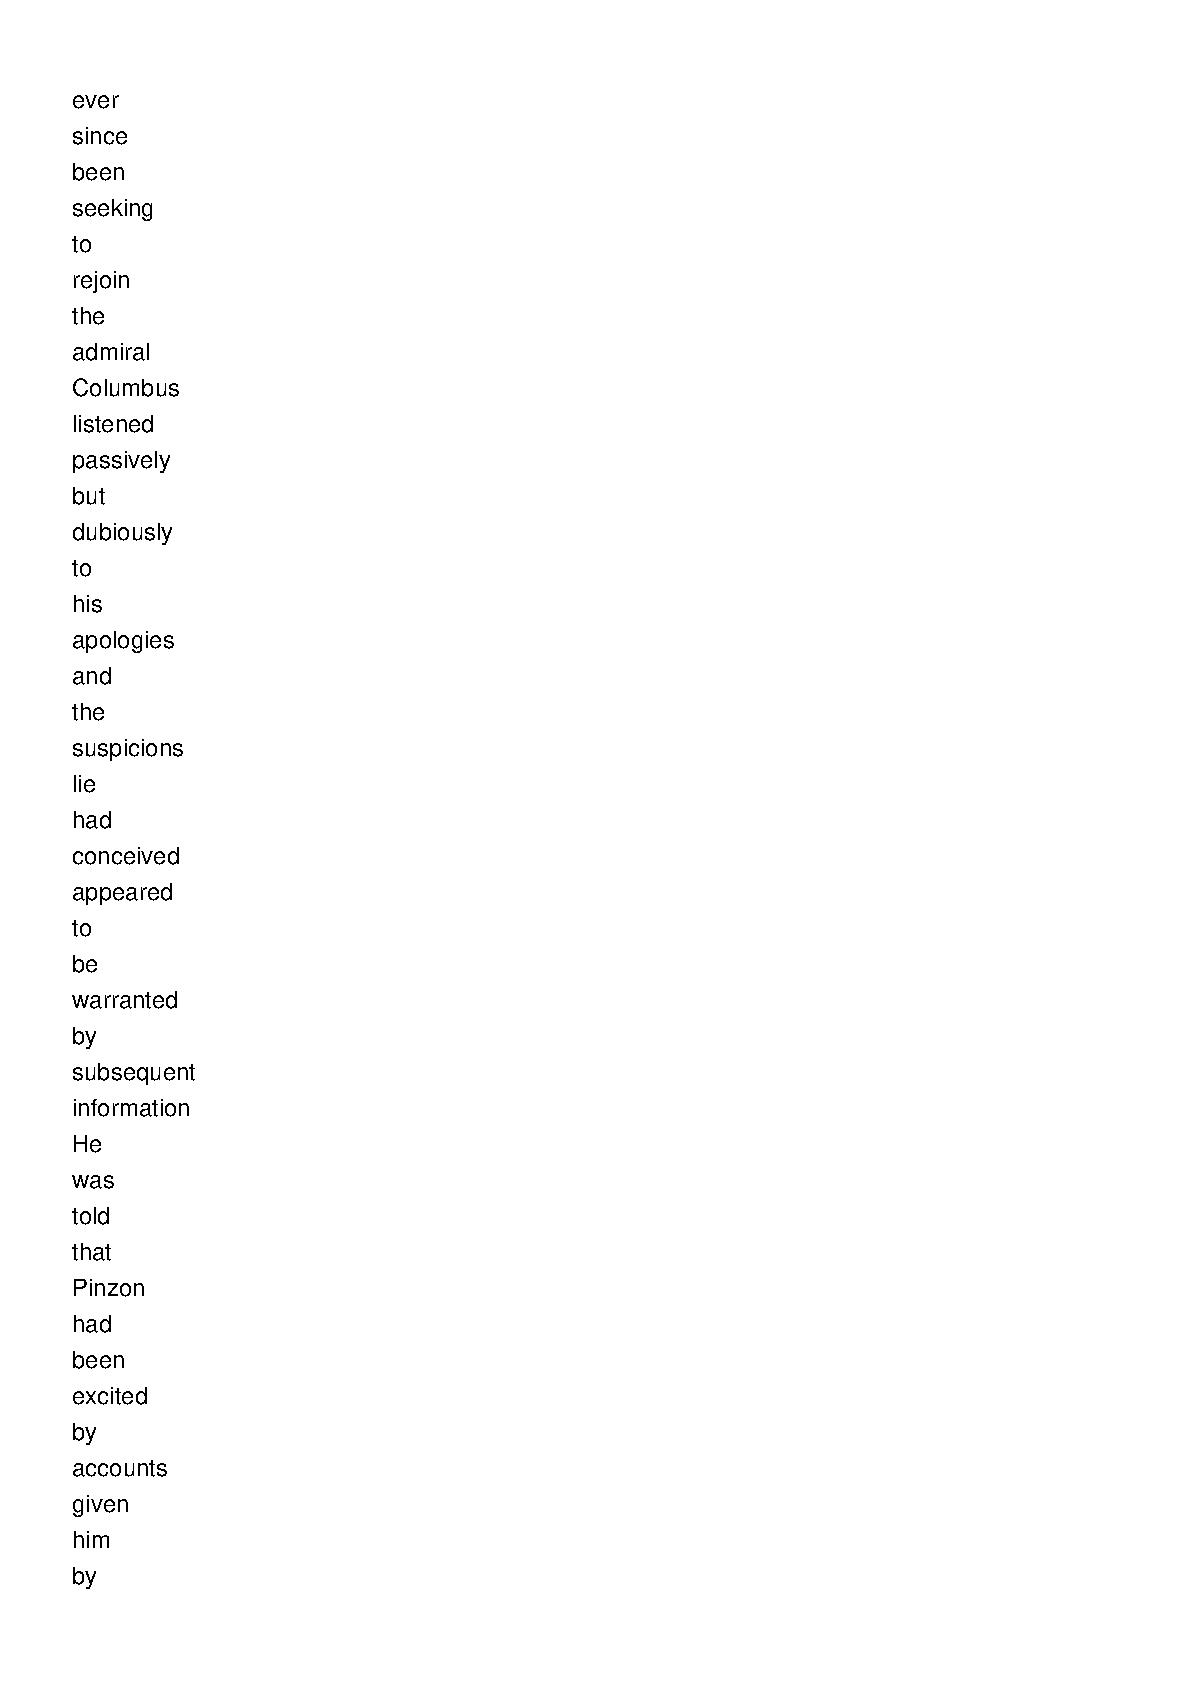 ever
since
been
seeking
to
rejoin
the
admiral
Columbus
listened
passively
but
dubiously
to
his
apologies
and
the
suspicions
lie
had
conceived
appeared
to
be
warranted
by
subsequent
information
He
was
told
that
Pinzon
had
been
excited
by
accounts
given
him
by